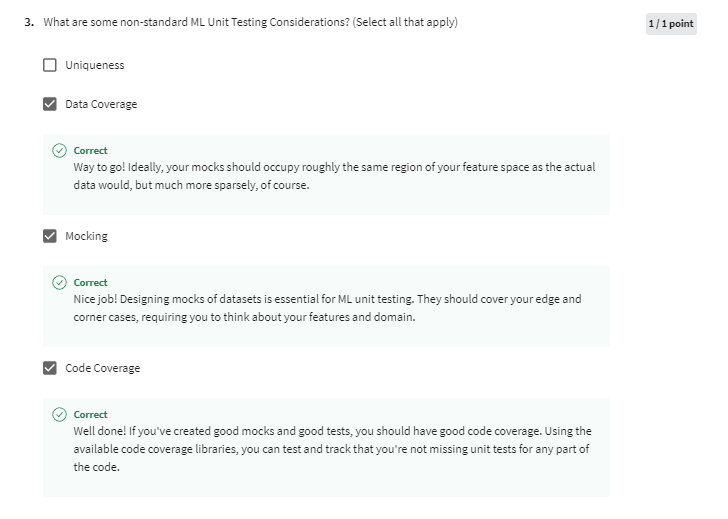 3. What are some non-standard ML Unit Testing Considerations? (Select all that apply)
1 / 1 point
Uniqueness
Data Coverage
Correct
Way to go! Ideally, your mocks should occupy roughly the same region of your feature space as the actual
data would, but much more sparsely, of course.
Mocking
Correct
Nice job! Designing mocks of datasets is essential for ML unit testing. They should cover your edge and
corner cases, requiring you to think about your features and domain.
Code Coverage
Correct
Well done! If you've created good mocks and good tests, you should have good code coverage. Using the
available code coverage libraries, you can test and track that you're not missing unit tests for any part of
the code.